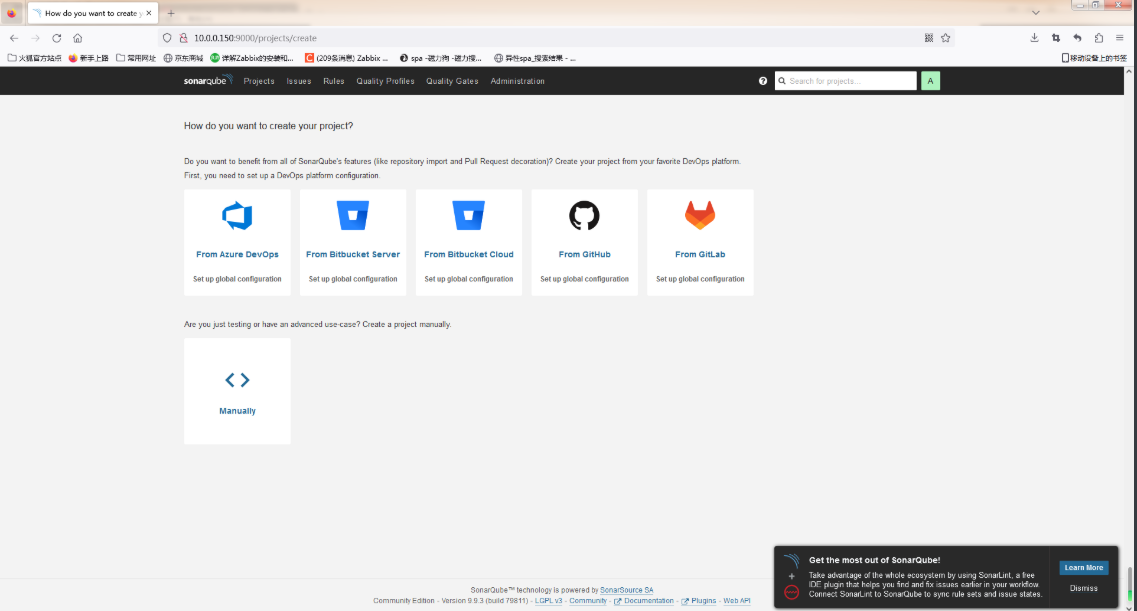 How do you want to create y
10.0.0.150:9000/projects/create
火狐官方站点 新手上路 常用网址 京东商城 详解Zabbix的安装和... (209条消息) Zabbix ... spa -磁力狗 -磁力搜... 异性spa_搜索结果 - ... 移动设备上的书签
sonarqube Projects Issues Rules Quality Profiles Quality Gates Administration Search for projects... A
How do you want to create your project?
Do you want to benefit from all of SonarQube's features (like repository import and Pull Request decoration)? Create your project from your favorite DevOps platform.
First, you need to set up a DevOps platform configuration.
From Azure DevOps From Bitbucket Server From Bitbucket Cloud From GitHub From GitLab
Set up global configuration Set up global configuration Set up global configuration Set up global configuration Set up global configuration
Are you just testing or have an advanced use-case? Create a project manually.
Manually
Get the most out of SonarQube!
Take advantage of the whole ecosystem by using SonarLint, a free
IDE plugin that helps you find and fix issues earlier in your workflow.
Connect SonarLint to SonarQube to sync rule sets and issue states.
Learn More
Dismiss
SonarQube™ technology is powered by SonarSource SA
Community Edition - Version 9.9.3 (build 79811) - LGPL v3 - Community - Documentation - Plugins - Web API